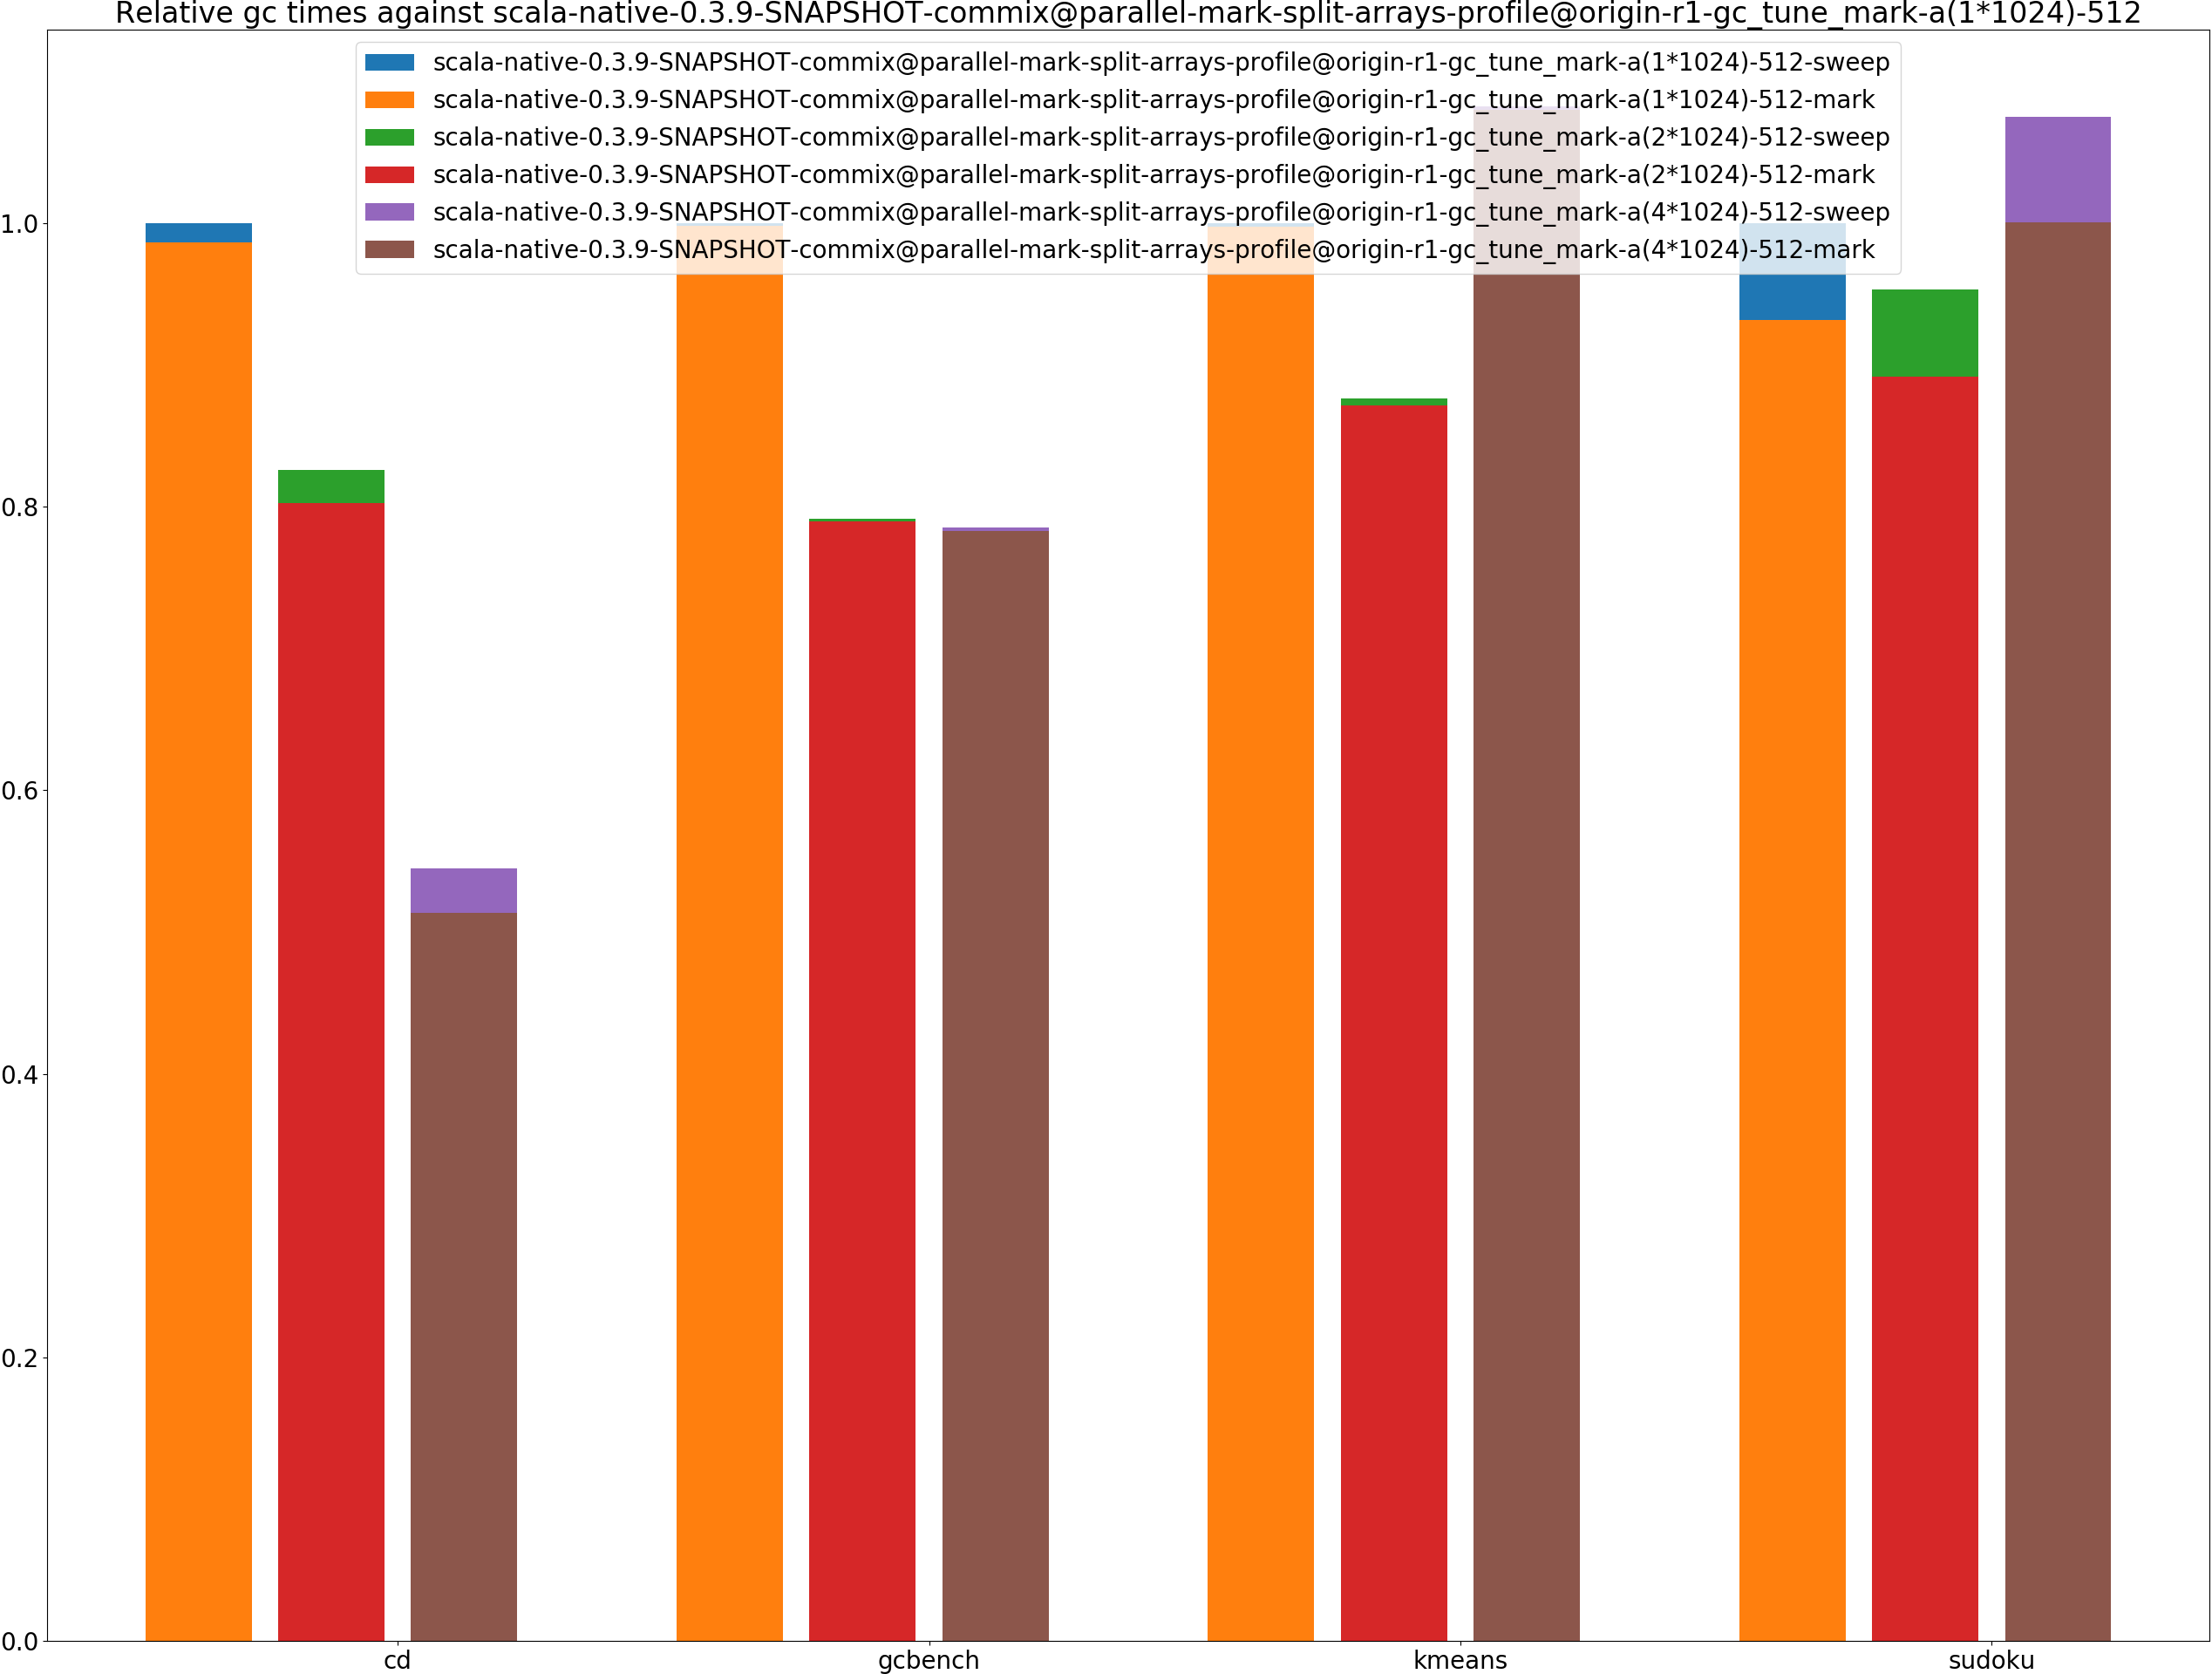 Relative gc times against scala-native-0.3.9-SNAPSHOT-commix@parallel-mark-split-arrays-profile@origin-r1-gc_tune_mark-a(1*1024)-512
scala-native-0.3.9-SNAPSHOT-commix@parallel-mark-split-arrays-profile@origin-r1-gc_tune_mark-a(1*1024)-512-sweep
scala-native-0.3.9-SNAPSHOT-commix@parallel-mark-split-arrays-profile@origin-r1-gc_tune_mark-a(1*1024)-512-mark
scala-native-0.3.9-SNAPSHOT-commix@parallel-mark-split-arrays-profile@origin-r1-gc_tune_mark-a(2*1024)-512-sweep
scala-native-0.3.9-SNAPSHOT-commix@parallel-mark-split-arrays-profile@origin-r1-gc_tune_mark-a(2*1024)-512-mark
scala-native-0.3.9-SNAPSHOT-commix@parallel-mark-split-arrays-profile@origin-r1-gc_tune_mark-a(4*1024)-512-sweep
scala-native-0.3.9-SNAPSHOT-commix@parallel-mark-split-arrays-profile@origin-r1-gc_tune_mark-a(4*1024)-512-mark
1.0
0.8
0.6
0.4
0.2
0.0
cd gcbench kmeans sudoku